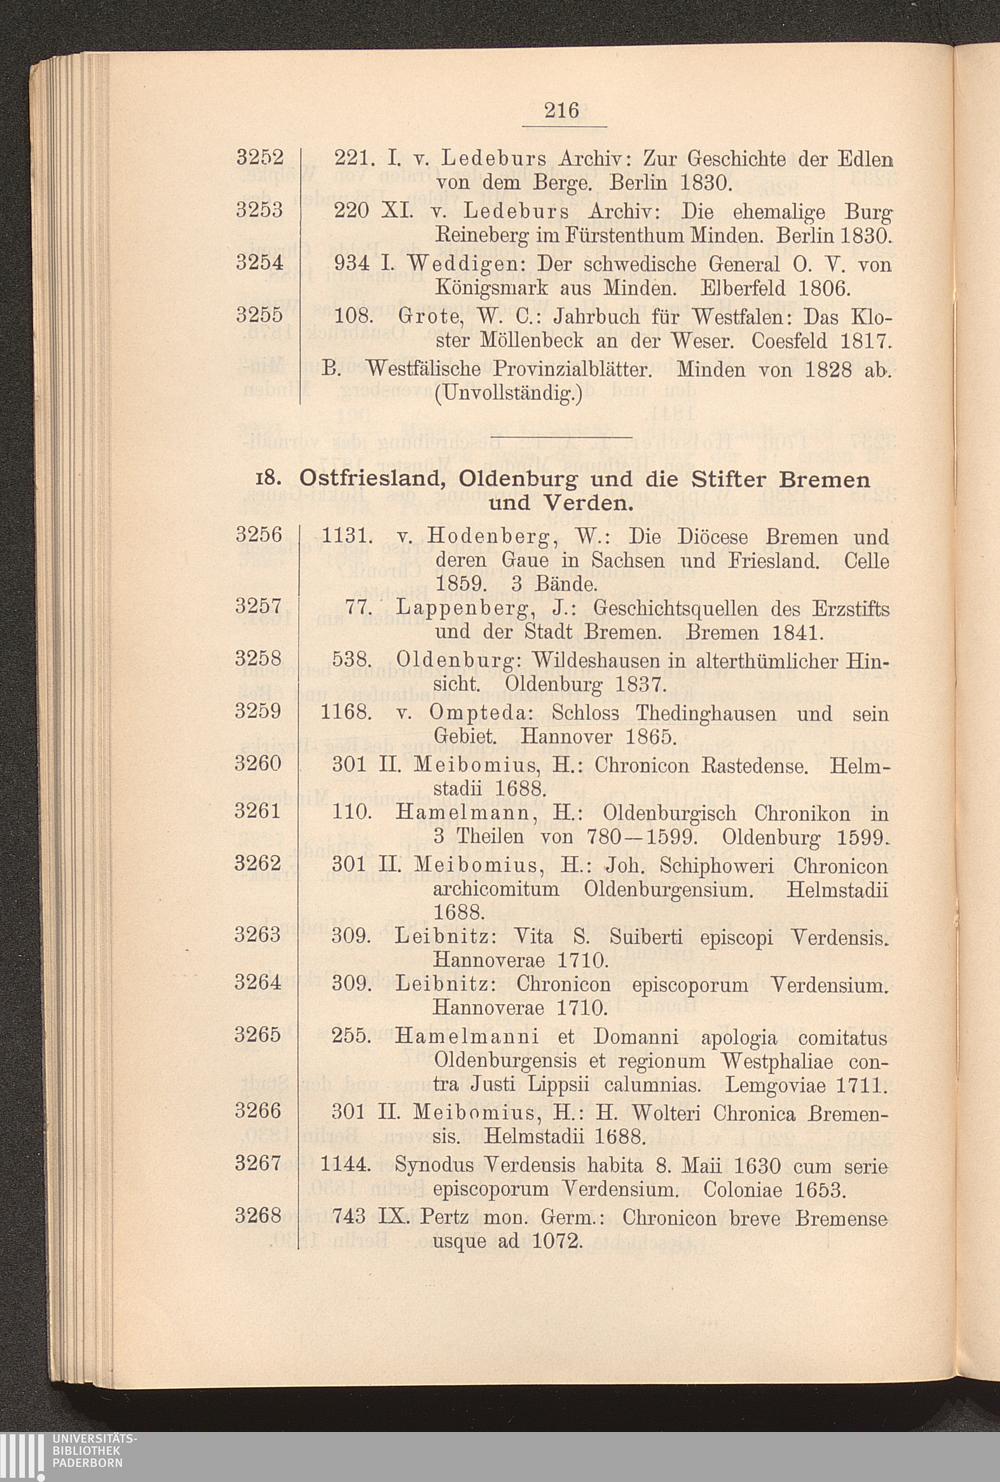 216
3252 221. I. v. Ledeburs Archiv: Zur Geschichte der Edlen
von dem Berge. Berlin 1830.
3253 220 XI. v. Ledeburs Archiv: Die ehemalige Burg
Reineberg im Fürstenthum Minden. Berlin 1830.
3254 934 I. Weddigen: Der schwedische General O. V. von
Königsmark aus Minden. Elberfeld 1806.
3255 108. Grote, W. C.: Jahrbuch für Westfalen: Das Klo-
ster Möllenbeck an der Weser. Coesfeld 1817.
B. Westfälische Provinzialblätter. Minden von 1828 ab.
(Unvollständig.)
18. Ostfriesland, Oldenburg und die Stifter Bremen
und Verden.
3256 1131. v. Hodenberg, W.: Die Diöcese Bremen und
deren Gaue in Sachsen und Friesland. Celle
1859. 3 Bände.
3257 77. Lappenberg, J.: Geschichtsquellen des Erzstifts
und der Stadt Bremen. Bremen 1841.
3258 538. Oldenburg: Wildeshausen in alterthümlicher Hin-
sicht. Oldenburg 1837.
3259 1168. v. Ompteda: Schloss Thedinghausen und sein
Gebiet. Hannover 1865.
3260 301 II. Meibomius, H.: Chronicon Rastedense. Helm-
stadii 1688.
3261 110. Hamelmann, H.: Oldenburgisch Chronikon in
3 Theilen von 780—1599. Oldenburg 1599.
3262 301 II. Meibomius, H.: Joh. Schiphoweri Chronicon
archicomitum Oldenburgensium. Helmstadii
1688.
3263 309. Leibnitz: Vita S. Suiberti episcopi Verdensis.
Hannoverae 1710.
3264 309. Leibnitz: Chronicon episcoporum Verdensium.
Hannoverae 1710.
3265 255. Hamelmanni et Domanni apologia comitatus
Oldenburgensis et regionum Westphaliae con-
tra Justi Lippsii calumnias. Lemgoviae 1711.
3266 301 II. Meibomius, H.: H. Wolteri Chronica Bremen-
sis. Helmstadii 1688.
3267 1144. Synodus Verdensis habita 8. Maii 1630 cum serie
episcoporum Verdensium. Coloniae 1653.
3268 743 IX. Pertz mon. Germ.: Chronicon breve Bremense
usque ad 1072.
UNIVERSITÄTS-
BIBLIOTHEK
PADERBORN